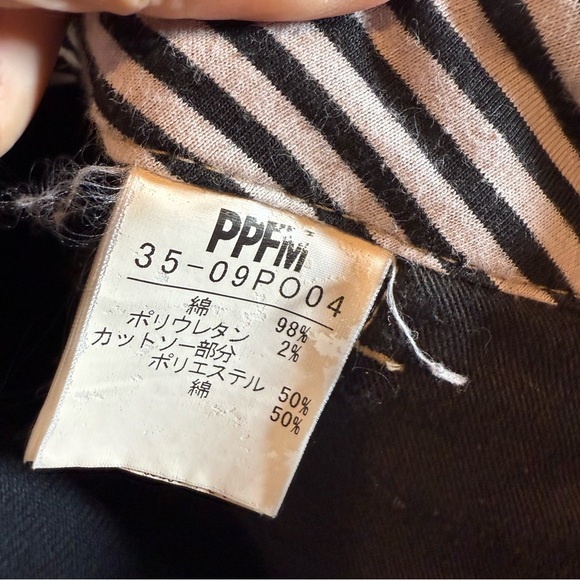 PPFM
35-09PO04
綿 98%
ポリウレタン 2%
カットソー部分
ポリエステル 50%
綿 50%